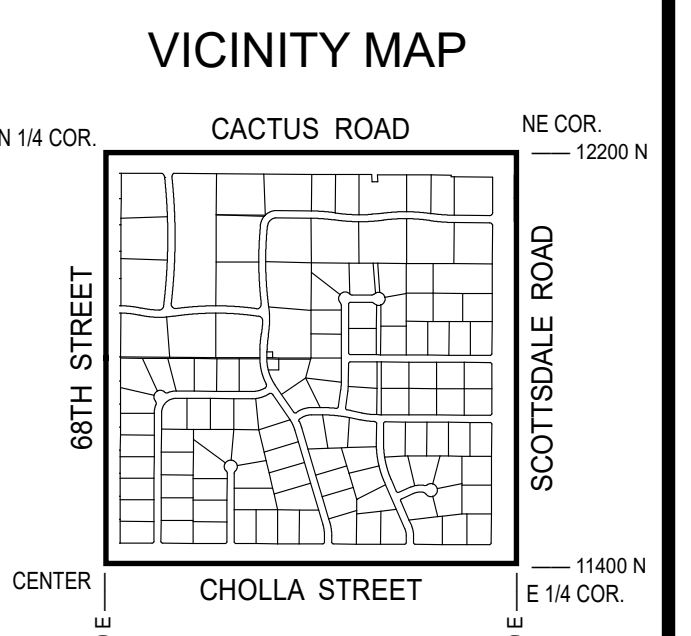 VICINITY MAP
N 1/4 COR.
CACTUS ROAD
NE COR.
12200 N
68TH STREET
SCOTTSDALE ROAD
11400 N
CENTER
CHOLLA STREET
E 1/4 COR.
E
E